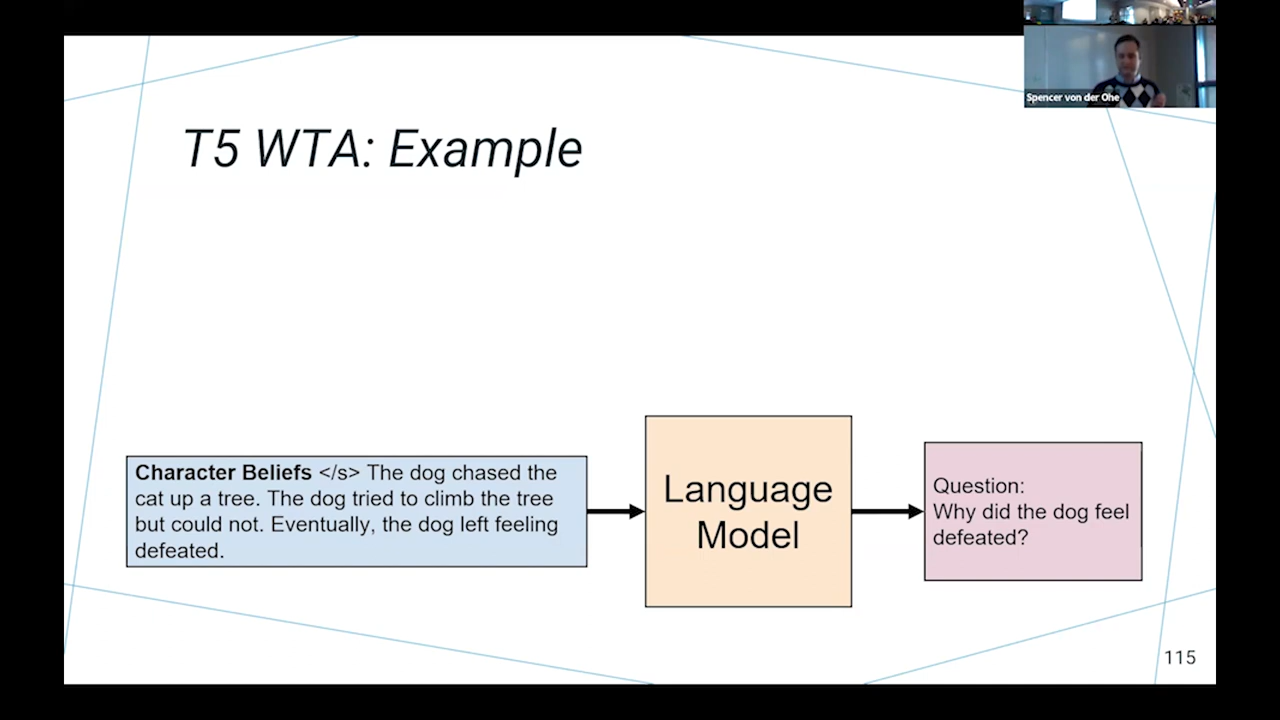 Spencer von der Ohe
T5 WTA: Example
Character Beliefs </s> The dog chased the
cat up a tree. The dog tried to climb the tree
but could not. Eventually, the dog left feeling
defeated.
Language
Model
Question:
Why did the dog feel
defeated?
115